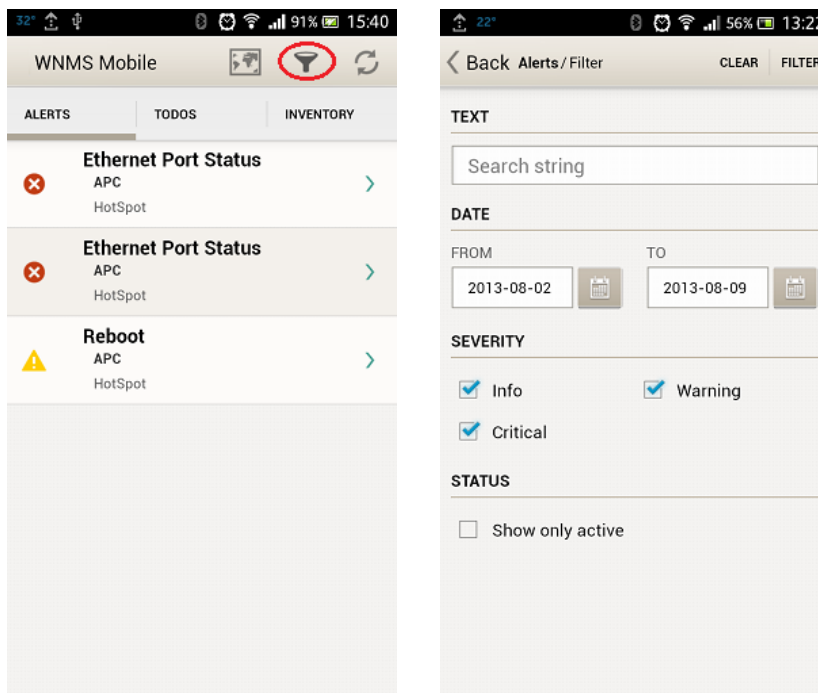 32° 91% 15:40
WNMS Mobile
ALERTS TODOS INVENTORY
Ethernet Port Status
APC
HotSpot
Ethernet Port Status
APC
HotSpot
Reboot
APC
HotSpot
22° 56% 13:22
Back Alerts/Filter CLEAR FILTER
TEXT
Search string
DATE
FROM TO
2013-08-02 2013-08-09
SEVERITY
Info Warning
Critical
STATUS
Show only active